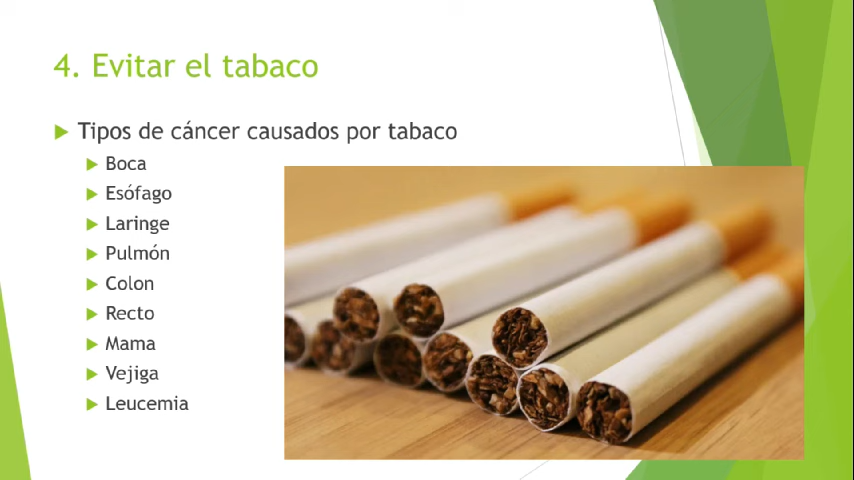 4. Evitar el tabaco
Tipos de cáncer causados por tabaco
Boca
Esófago
Laringe
Pulmón
Colon
Recto
Mama
Vejiga
Leucemia